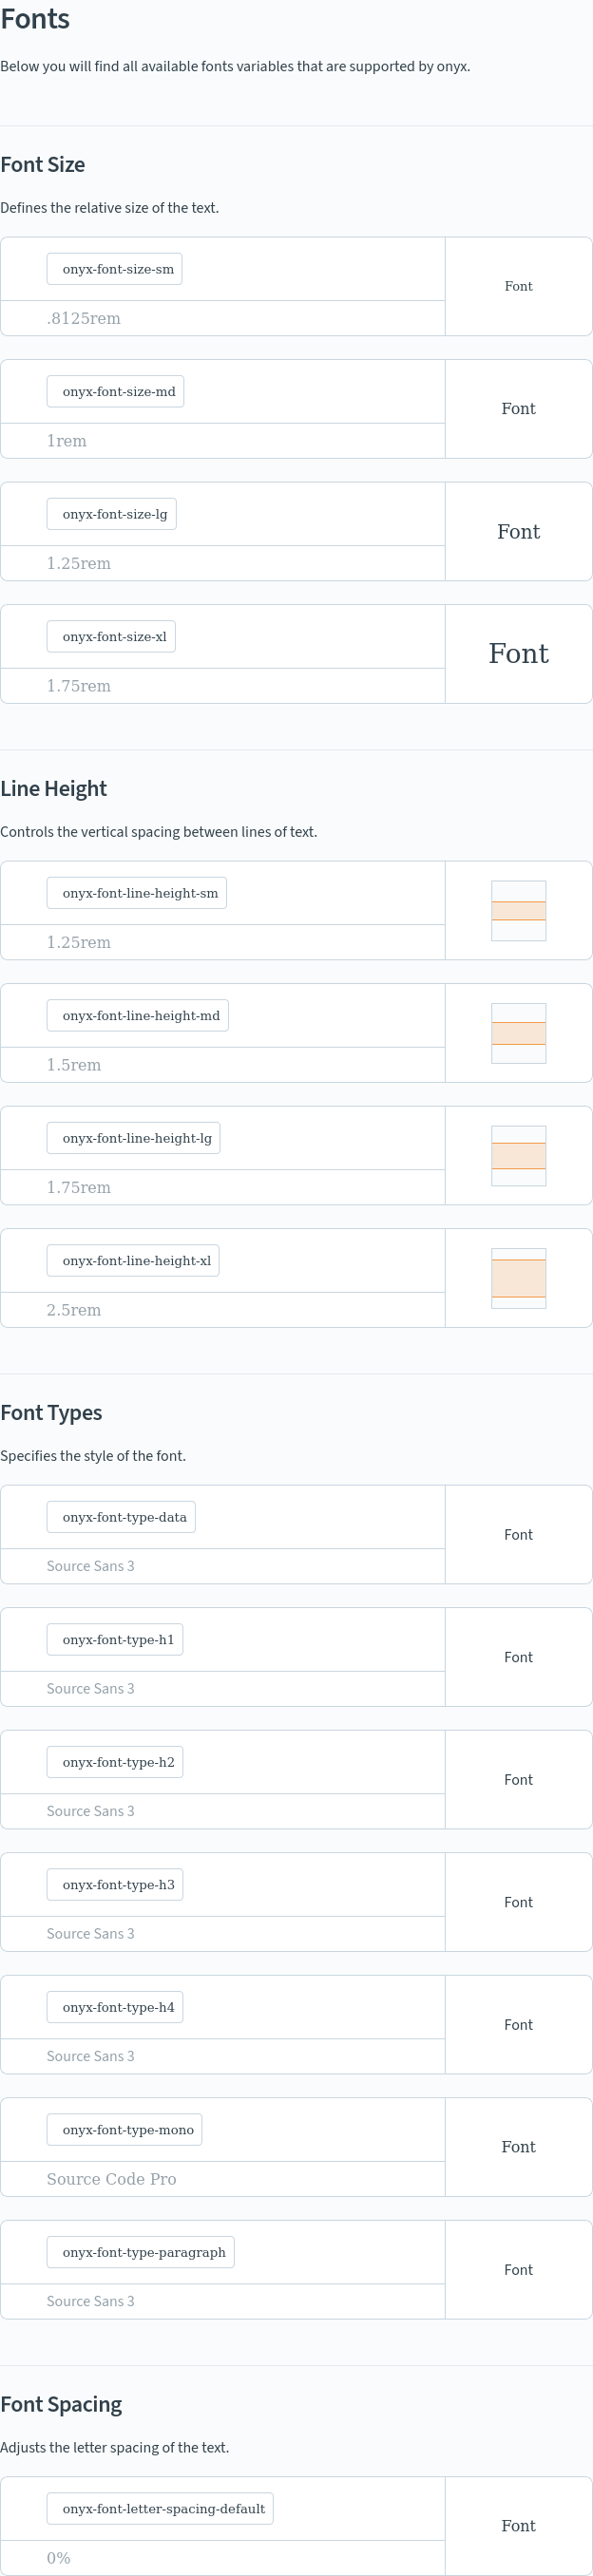 Fonts
Below you will find all available fonts variables that are supported by onyx.
Font Size
Defines the relative size of the text.
onyx-font-size-sm
Font
.8125rem
onyx-font-size-md
Font
1rem
onyx-font-size-lg
Font
1.25rem
onyx-font-size-xl
Font
1.75rem
Line Height
Controls the vertical spacing between lines of text.
onyx-font-line-height-sm
1.25rem
onyx-font-line-height-md
1.5rem
onyx-font-line-height-lg
1.75rem
onyx-font-line-height-xl
2.5rem
Font Types
Specifies the style of the font.
onyx-font-type-data
Font
Source Sans 3
onyx-font-type-h1
Font
Source Sans 3
onyx-font-type-h2
Font
Source Sans 3
onyx-font-type-h3
Font
Source Sans 3
onyx-font-type-h4
Font
Source Sans 3
onyx-font-type-mono
Font
Source Code Pro
onyx-font-type-paragraph
Font
Source Sans 3
Font Spacing
Adjusts the letter spacing of the text.
onyx-font-letter-spacing-default
Font
0%